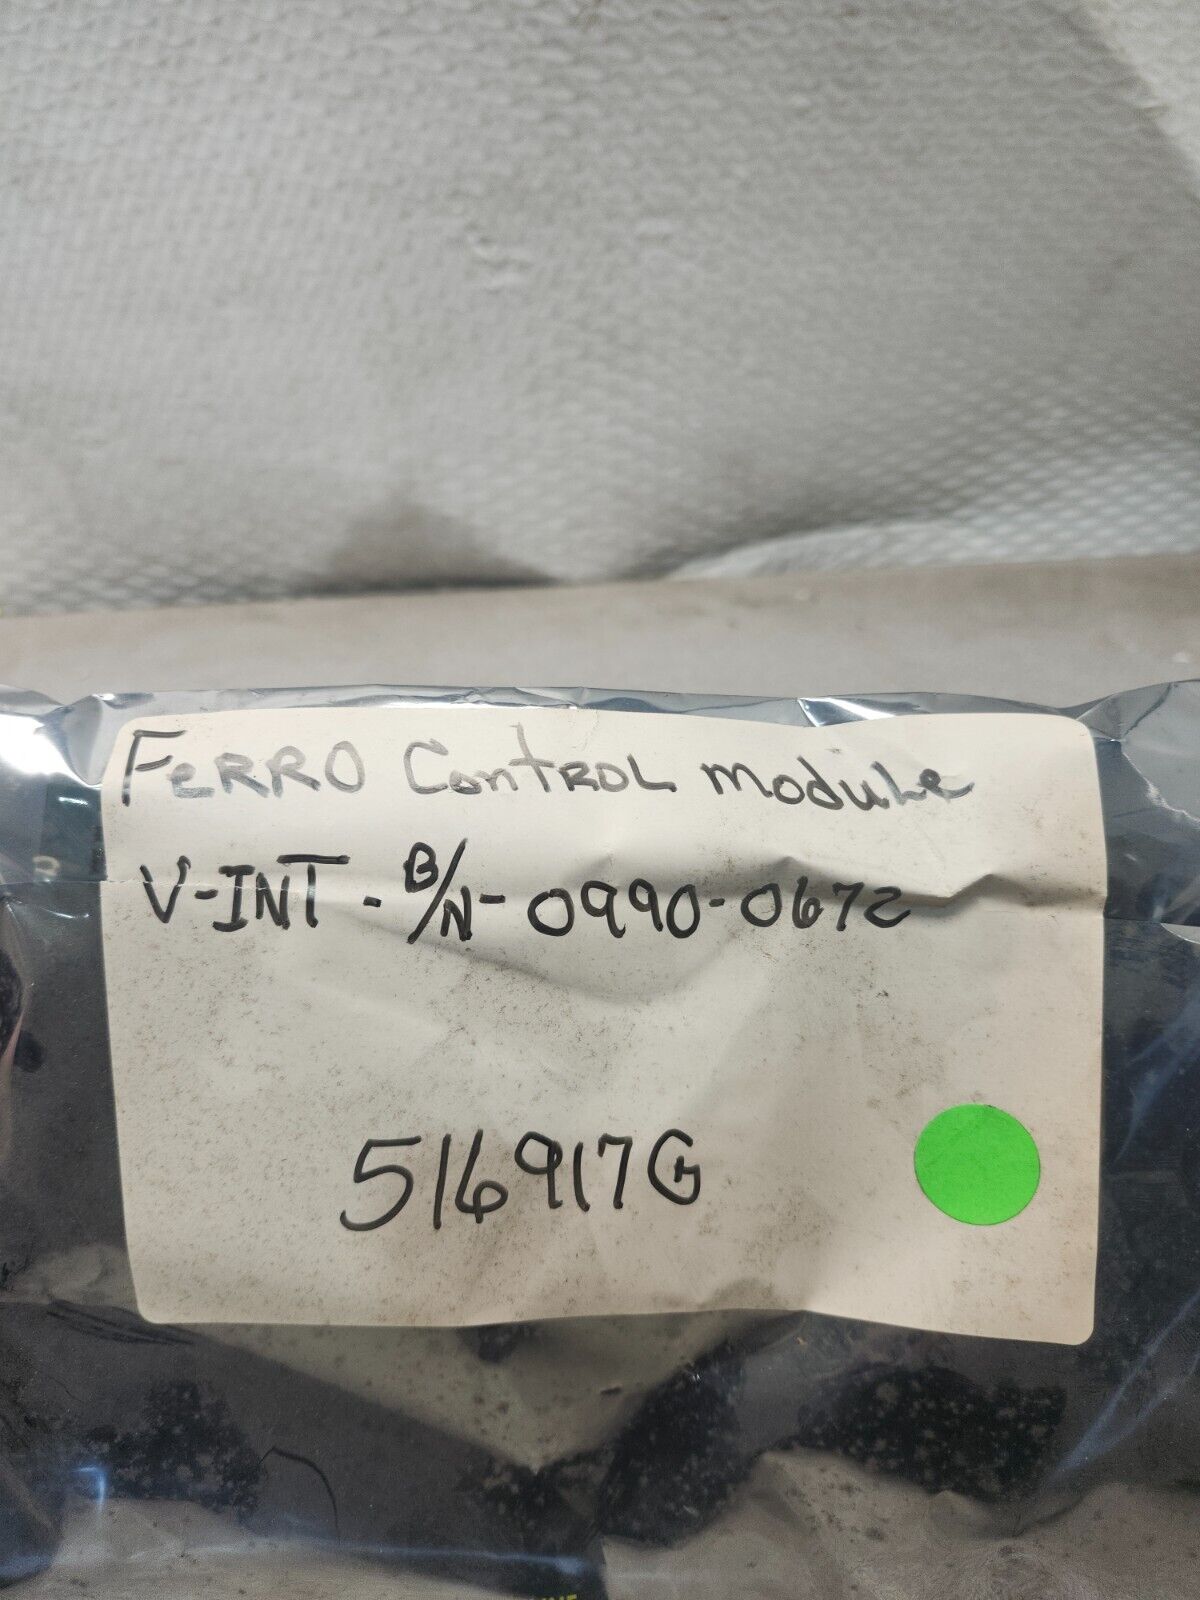 FeRRO ContROL moduLe
V-INT - B/N - 0990-0672
516917G